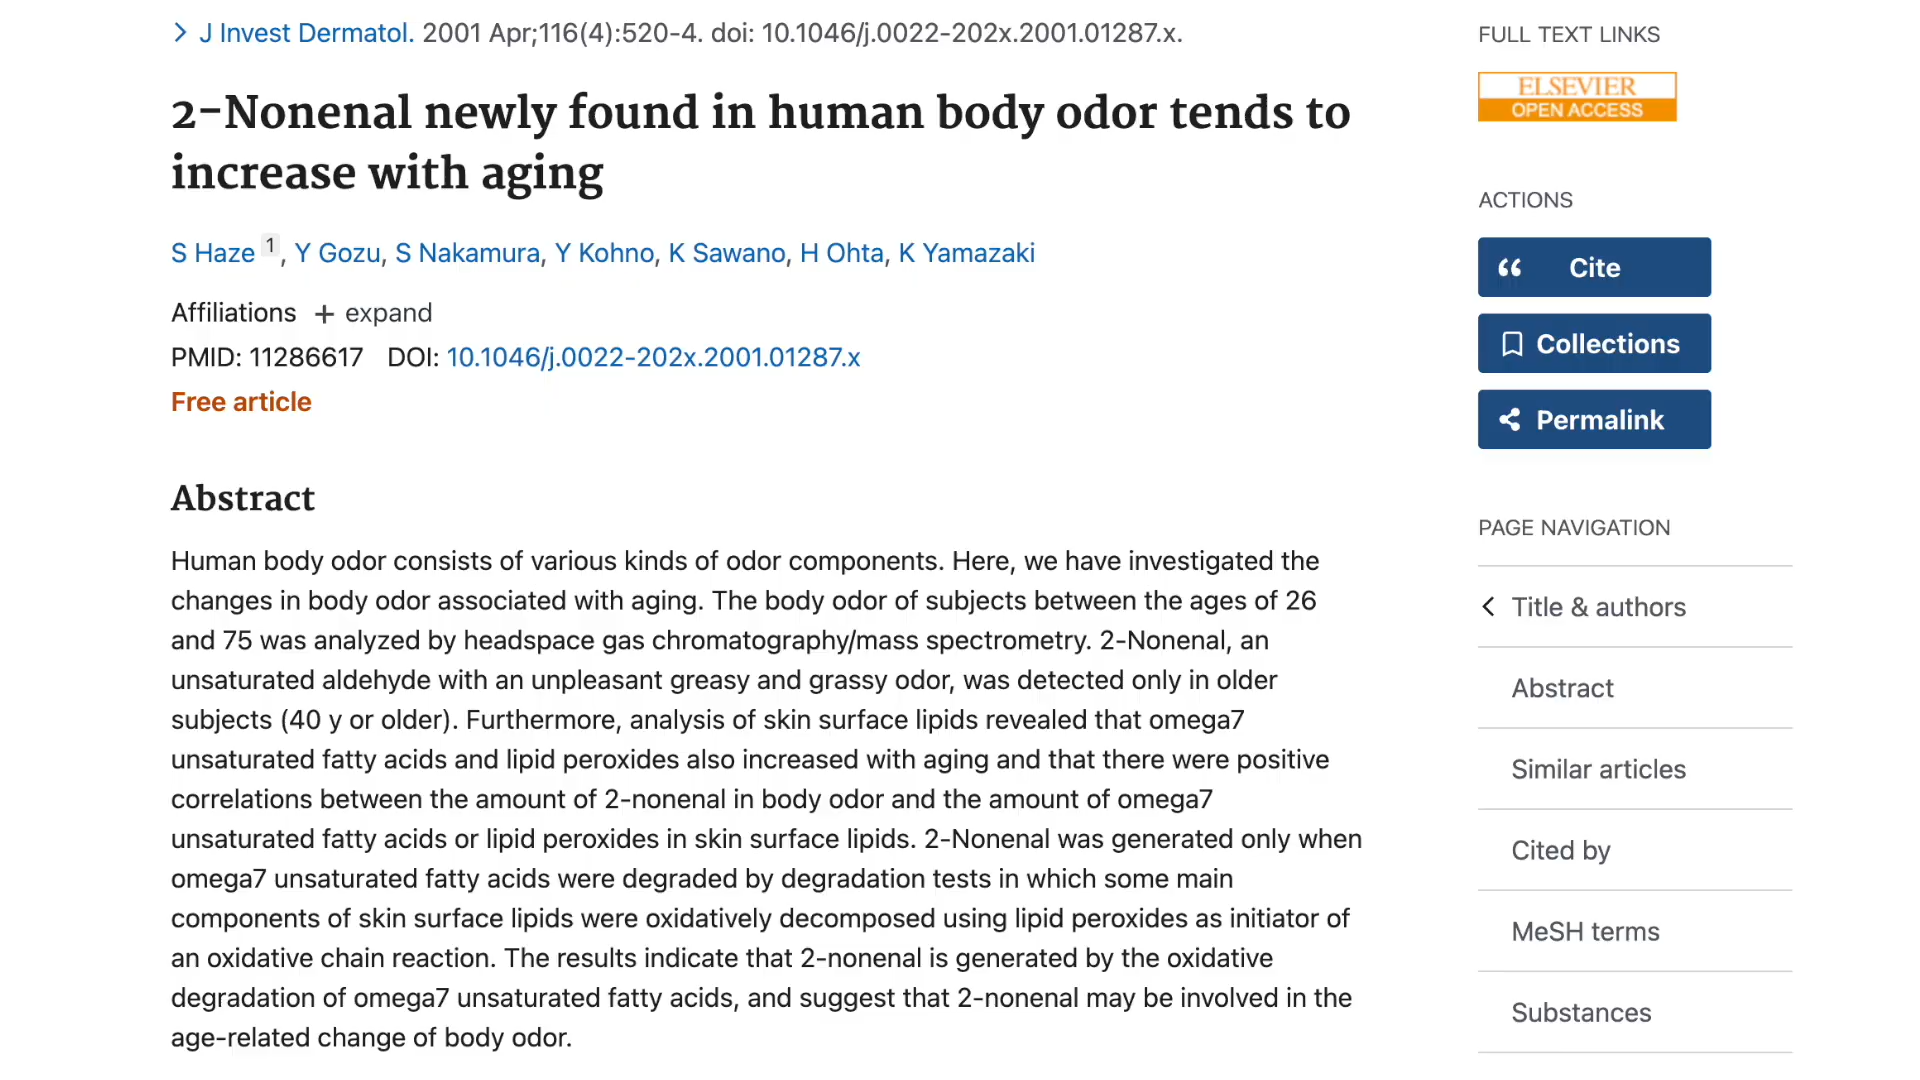 J Invest Dermatol. 2001 Apr;116(4):520-4. doi: 10.1046/j.0022-202x.2001.01287.x.
2-Nonenal newly found in human body odor tends to
increase with aging
S Haze 1, Y Gozu, S Nakamura, Y Kohno, K Sawano, H Ohta, K Yamazaki
Affiliations + expand
PMID: 11286617 DOI: 10.1046/j.0022-202x.2001.01287.x
Free article
Abstract
Human body odor consists of various kinds of odor components. Here, we have investigated the
changes in body odor associated with aging. The body odor of subjects between the ages of 26
and 75 was analyzed by headspace gas chromatography/mass spectrometry. 2-Nonenal, an
unsaturated aldehyde with an unpleasant greasy and grassy odor, was detected only in older
subjects (40 y or older). Furthermore, analysis of skin surface lipids revealed that omega7
unsaturated fatty acids and lipid peroxides also increased with aging and that there were positive
correlations between the amount of 2-nonenal in body odor and the amount of omega7
unsaturated fatty acids or lipid peroxides in skin surface lipids. 2-Nonenal was generated only when
omega7 unsaturated fatty acids were degraded by degradation tests in which some main
components of skin surface lipids were oxidatively decomposed using lipid peroxides as initiator of
an oxidative chain reaction. The results indicate that 2-nonenal is generated by the oxidative
degradation of omega7 unsaturated fatty acids, and suggest that 2-nonenal may be involved in the
age-related change of body odor.
FULL TEXT LINKS
ELSEVIER
OPEN ACCESS
ACTIONS
Cite
Collections
Permalink
PAGE NAVIGATION
Title & authors
Abstract
Similar articles
Cited by
MeSH terms
Substances